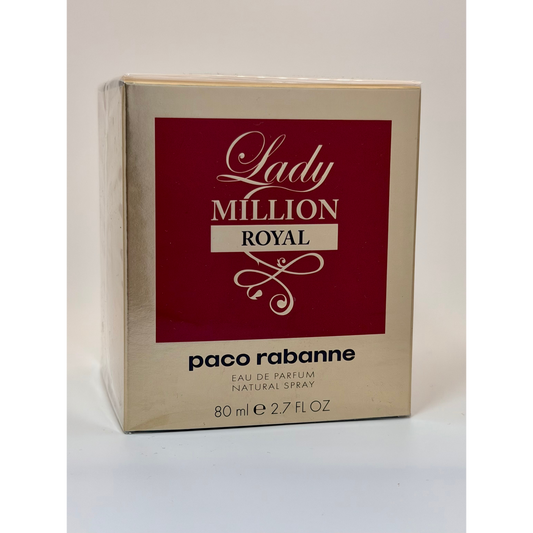 Lady
MILLION
ROYAL
paco rabanne
EAU DE PARFUM
NATURAL SPRAY
80 ml e 2.7 FL OZ